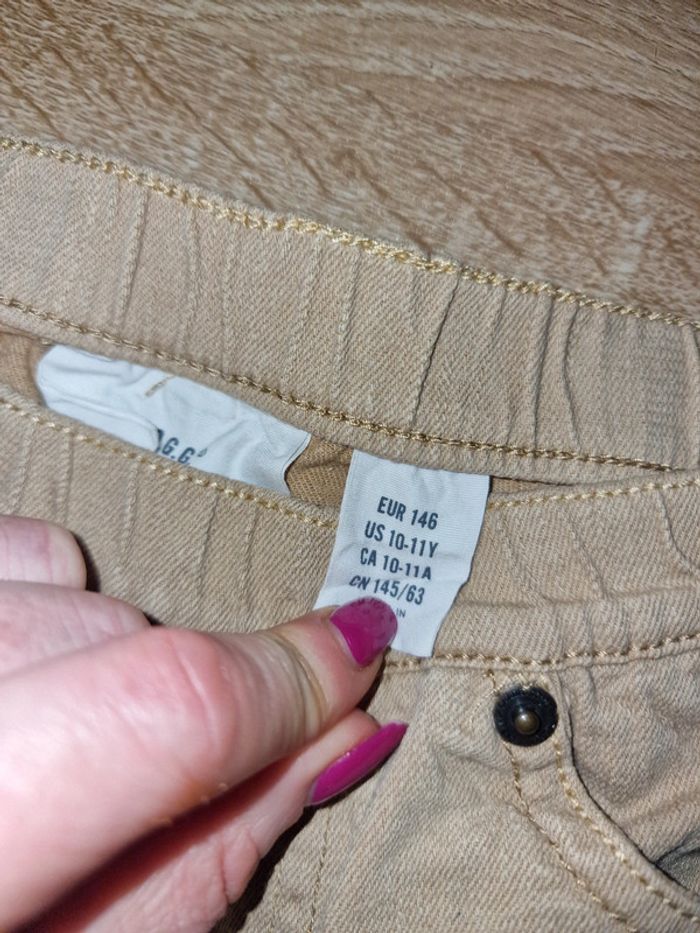 .G.G.
EUR 146
US 10-11Y
CA 10-11A
CN 145/63